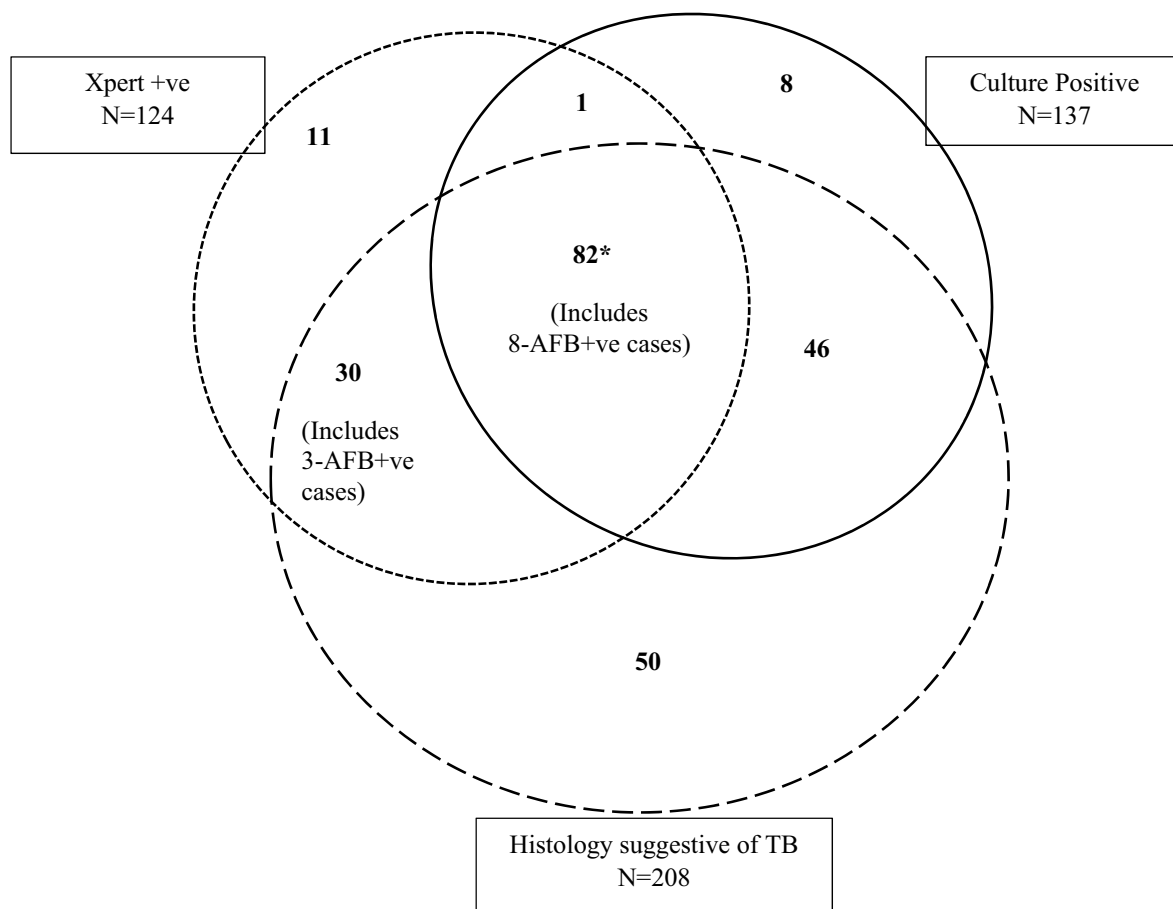 Xpert +ve
N=124
Culture Positive
N=137
1
8
11
82*
(Includes
8-AFB+ve cases)
46
30
(Includes
3-AFB+ve
cases)
50
Histology suggestive of TB
N=208